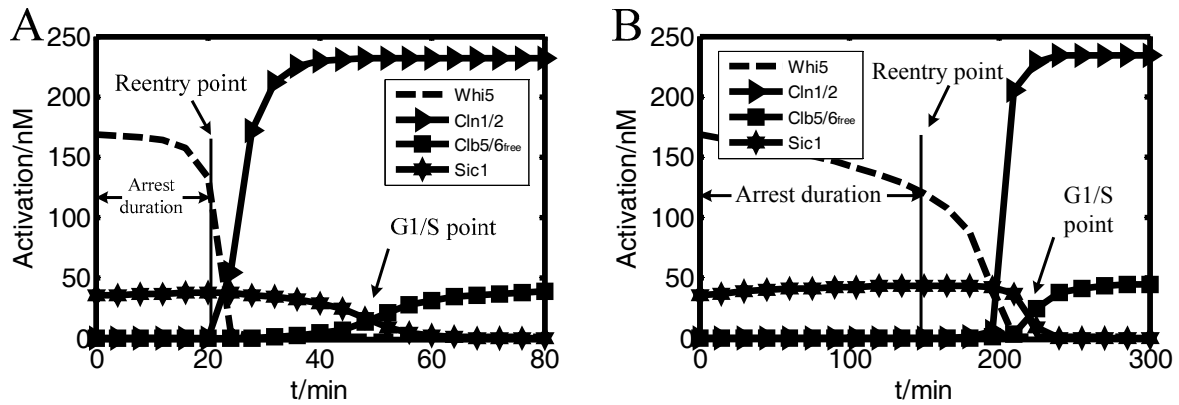 A
250
200
150
100
50
0
Activation/nM
Reentry point
Arrest
duration
Whi5
Cln1/2
Clb5/6free
Sic1
G1/S point
0
20
40
60
80
t/min
B
250
200
150
100
50
0
Activation/nM
Whi5
Cln1/2
Clb5/6free
Sic1
Reentry point
Arrest duration
G1/S
point
0
100
200
300
t/min